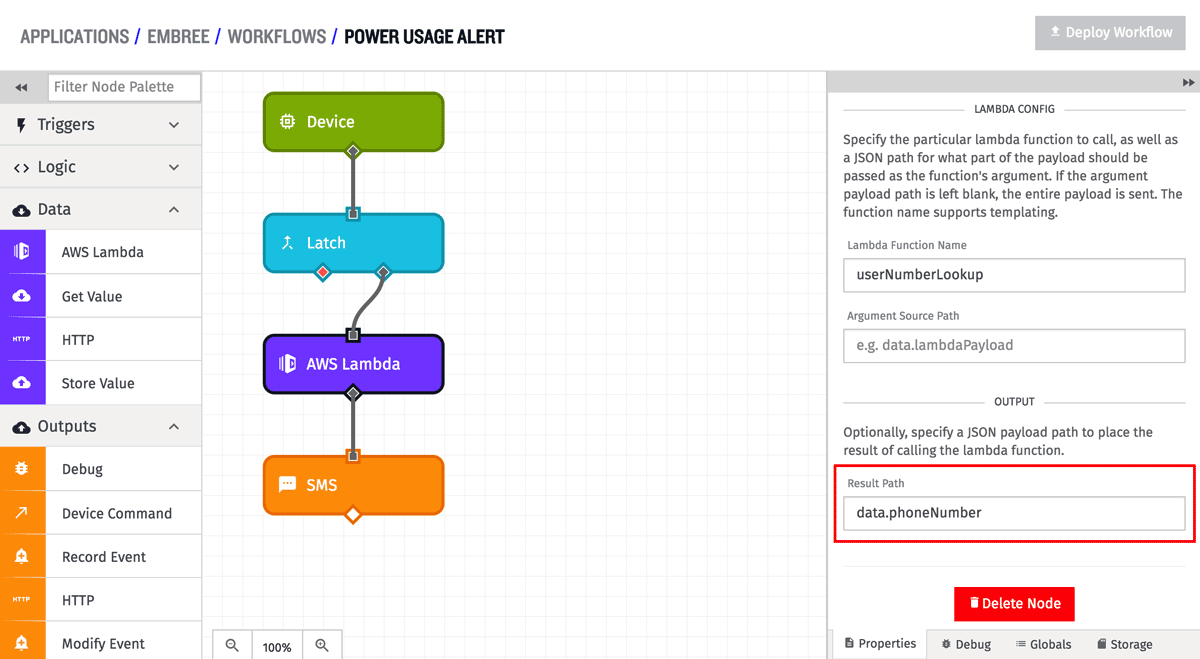 APPLICATIONS / EMBREE / WORKFLOWS / POWER USAGE ALERT
Deploy Workflow
Filter Node Palette
Triggers
Logic
Data
AWS Lambda
Get Value
HTTP
HTTP
Store Value
Outputs
Debug
Device Command
Record Event
HTTP
HTTP
Modify Event
Device
Latch
AWS Lambda
SMS
100%
LAMBDA CONFIG
Specify the particular lambda function to call, as well as
a JSON path for what part of the payload should be
passed as the function's argument. If the argument
payload path is left blank, the entire payload is sent. The
function name supports templating.
Lambda Function Name
userNumberLookup
Argument Source Path
e.g. data.lambdaPayload
OUTPUT
Optionally, specify a JSON payload path to place the
result of calling the lambda function.
Result Path
data.phoneNumber
Delete Node
Properties
Debug
Globals
Storage